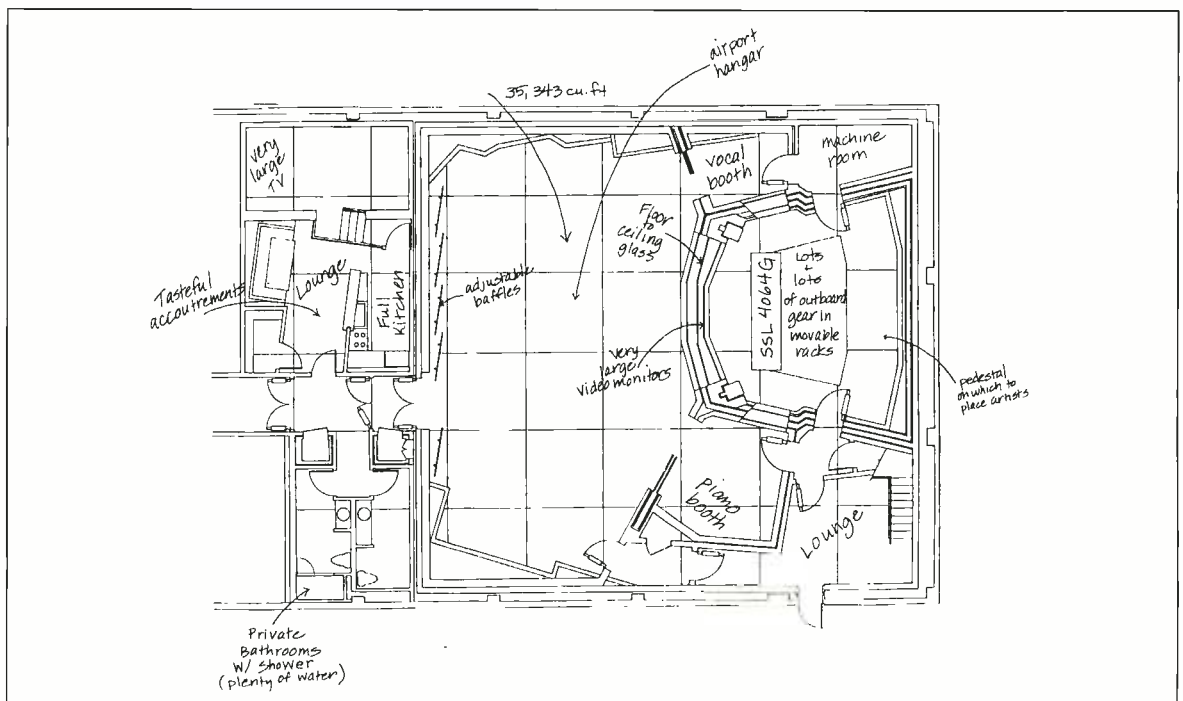 airport
hangar
35,343 cu.ft
very
large
TV
vocal
booth
machine
room
Floor
to
ceiling
glass
Lounge
Tasteful
accoutrements
Full
Kitchen
adjustable
baffles
SSL 4064G
Lots
+
lots
of outboard
gear in
movable
racks
very
large
video monitors
pedestal
on which to
place artists
Piano
booth
Lounge
Private
Bathrooms
W/ shower
(plenty of water)